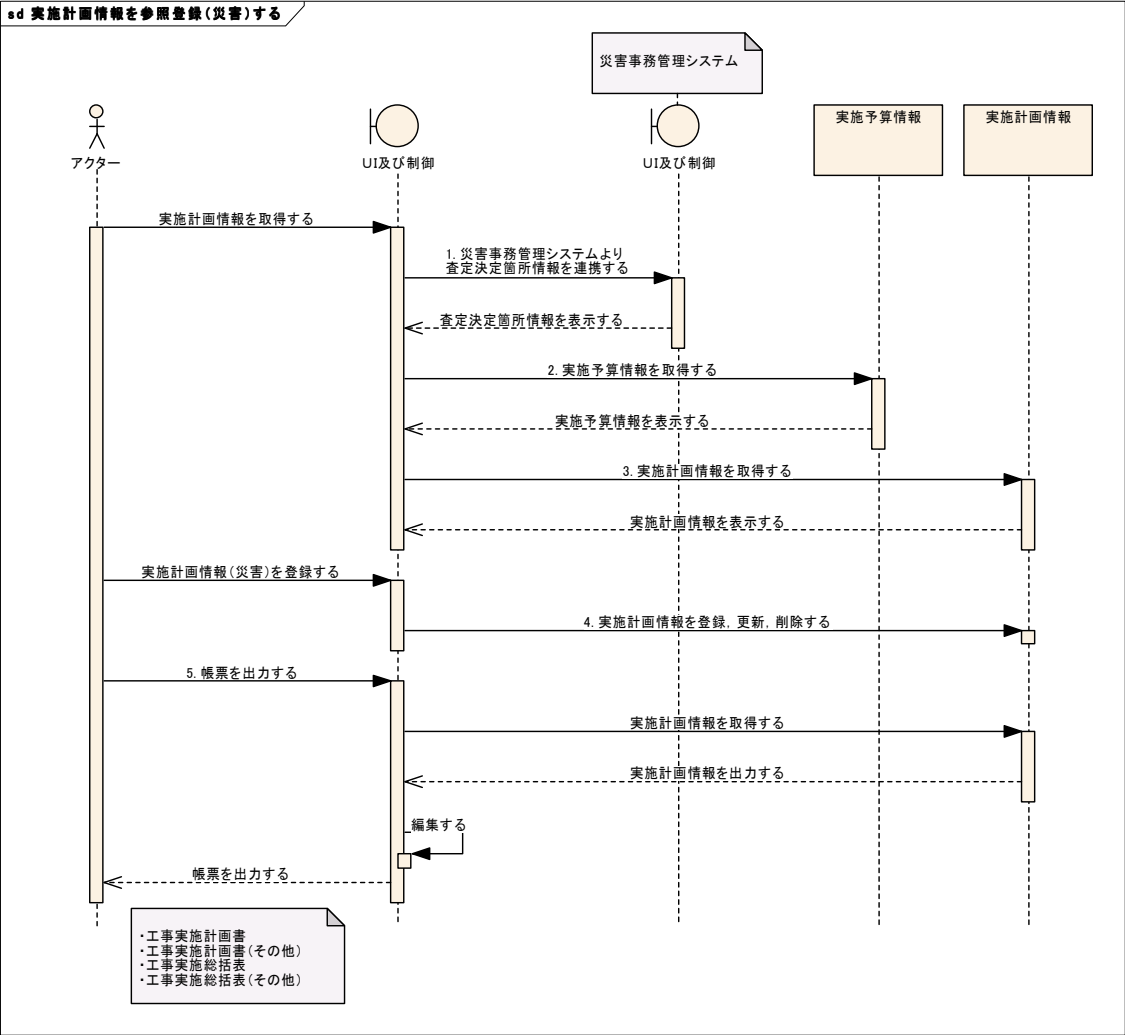 sd 実施計画情報を参照登録(災害)する
災害事務管理システム
アクター
UI及び制御
UI及び制御
実施予算情報
実施計画情報
実施計画情報を取得する
1. 災害事務管理システムより
査定決定箇所情報を連携する
査定決定箇所情報を表示する
2. 実施予算情報を取得する
実施予算情報を表示する
3. 実施計画情報を取得する
実施計画情報を表示する
実施計画情報(災害)を登録する
4. 実施計画情報を登録, 更新, 削除する
5. 帳票を出力する
実施計画情報を取得する
実施計画情報を出力する
編集する
帳票を出力する
・工事実施計画書
・工事実施計画書(その他)
・工事実施総括表
・工事実施総括表(その他)